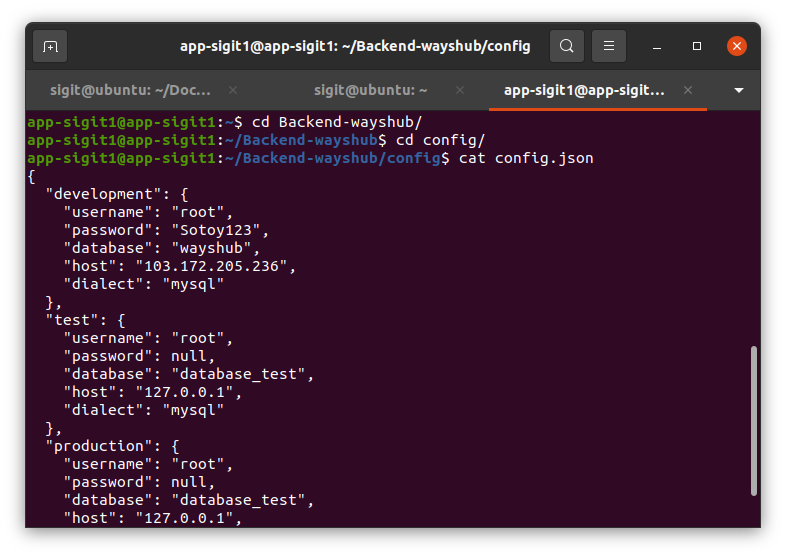 app-sigit1@app-sigit1: ~/Backend-wayshub/config
sigit@ubuntu: ~/Doc...
sigit@ubuntu: ~
app-sigit1@app-sigit...
app-sigit1@app-sigit1:~$ cd Backend-wayshub/
app-sigit1@app-sigit1:~/Backend-wayshub$ cd config/
app-sigit1@app-sigit1:~/Backend-wayshub/config$ cat config.json
{
  "development": {
    "username": "root",
    "password": "Sotoy123",
    "database": "wayshub",
    "host": "103.172.205.236",
    "dialect": "mysql"
  },
  "test": {
    "username": "root",
    "password": null,
    "database": "database_test",
    "host": "127.0.0.1",
    "dialect": "mysql"
  },
  "production": {
    "username": "root",
    "password": null,
    "database": "database_test",
    "host": "127.0.0.1",